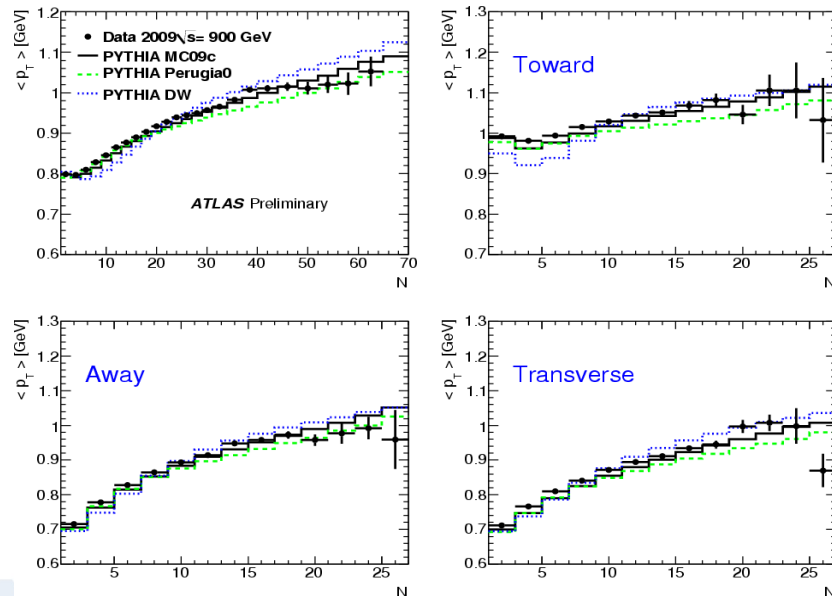 < p_T > [GeV]
1.2
1.1
1
0.9
0.8
0.7
0.6
Data 2009√s= 900 GeV
PYTHIA MC09c
PYTHIA Perugia0
PYTHIA DW
ATLAS Preliminary
0 10 20 30 40 50 60 70
N
< p_T > [GeV]
1.3
1.2
1.1
1
0.9
0.8
0.7
Toward
5 10 15 20 25
N
< p_T > [GeV]
1.3
1.2
1.1
1
0.9
0.8
0.7
0.6
Away
5 10 15 20 25
N
< p_T > [GeV]
1.3
1.2
1.1
1
0.9
0.8
0.7
0.6
Transverse
5 10 15 20 25
N